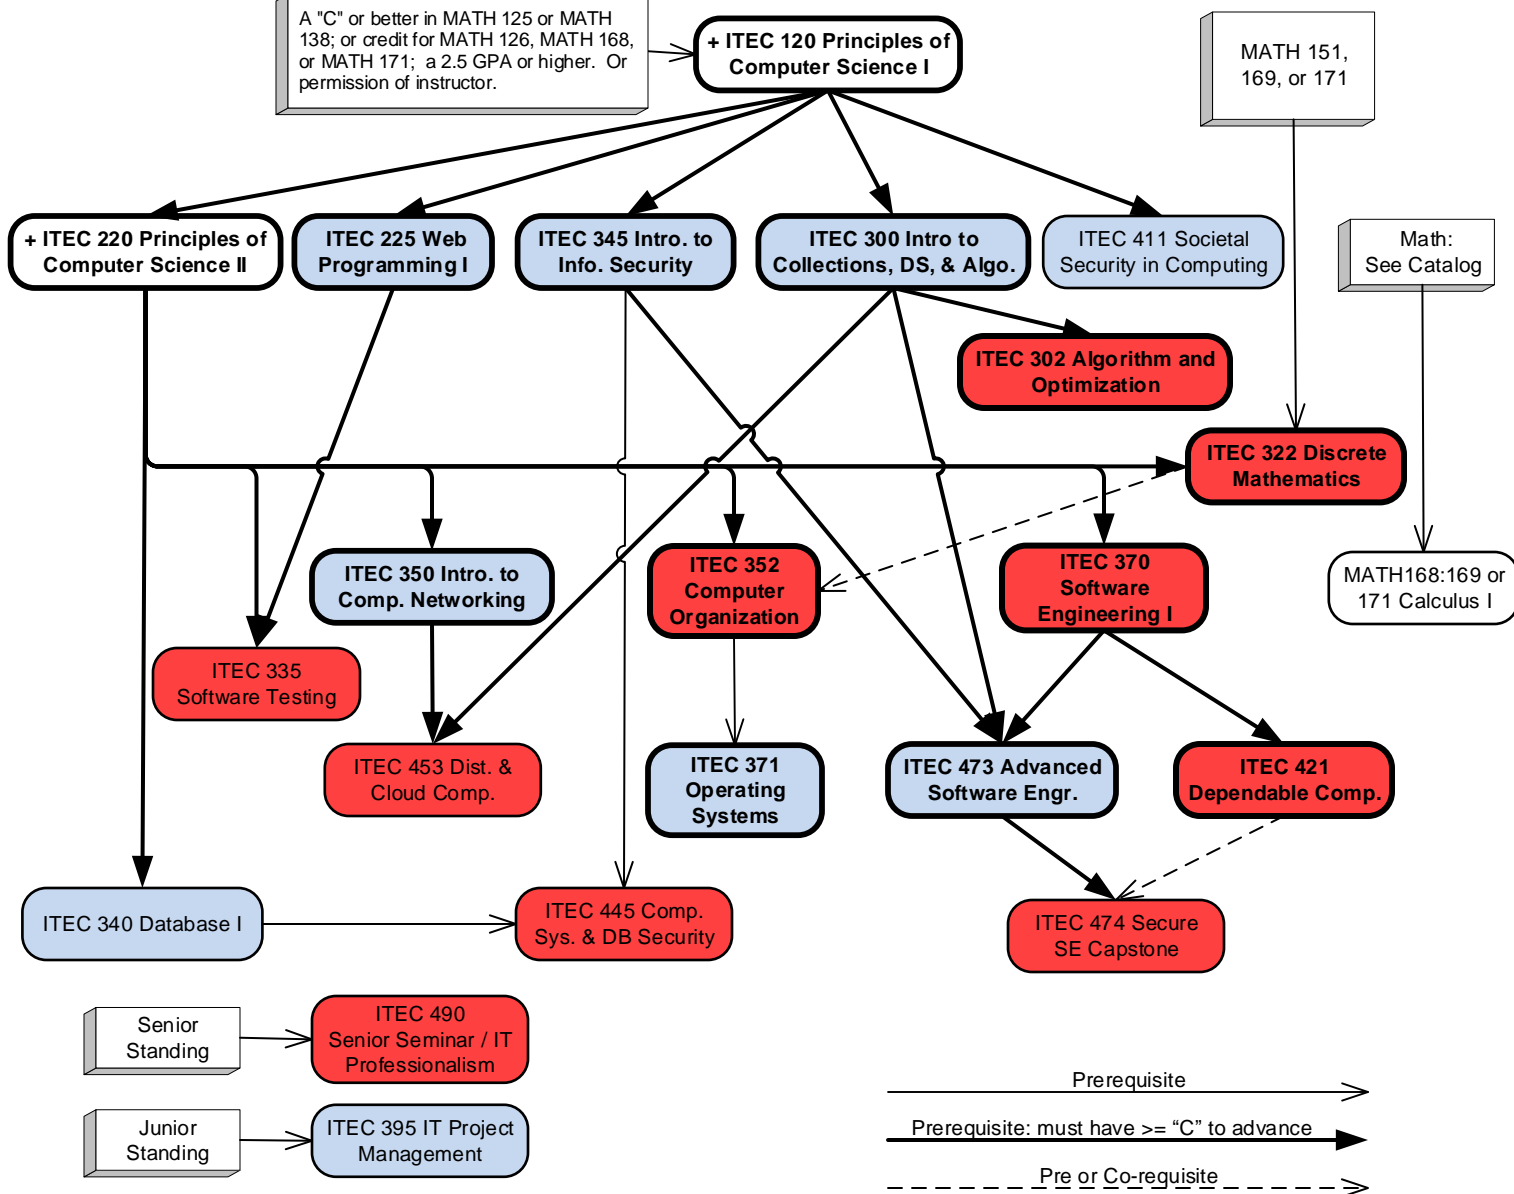 A "C" or better in MATH 125 or MATH
138; or credit for MATH 126, MATH 168,
or MATH 171;  a 2.5 GPA or higher.  Or
permission of instructor.
+ ITEC 120 Principles of
Computer Science I
MATH 151,
169, or 171
+ ITEC 220 Principles of
Computer Science II
ITEC 225 Web
Programming I
ITEC 345 Intro. to
Info. Security
ITEC 300 Intro to
Collections, DS, & Algo.
ITEC 411 Societal
Security in Computing
Math:
See Catalog
ITEC 302 Algorithm and
Optimization
ITEC 322 Discrete
Mathematics
ITEC 350 Intro. to
Comp. Networking
ITEC 352
Computer
Organization
ITEC 370
Software
Engineering I
MATH168:169 or
171 Calculus I
ITEC 335
Software Testing
ITEC 453 Dist. &
Cloud Comp.
ITEC 371
Operating
Systems
ITEC 473 Advanced
Software Engr.
ITEC 421
Dependable Comp.
ITEC 340 Database I
ITEC 445 Comp.
Sys. & DB Security
ITEC 474 Secure
SE Capstone
Senior
Standing
ITEC 490
Senior Seminar / IT
Professionalism
Junior
Standing
ITEC 395 IT Project
Management
Prerequisite
Prerequisite: must have >= “C” to advance
Pre or Co-requisite